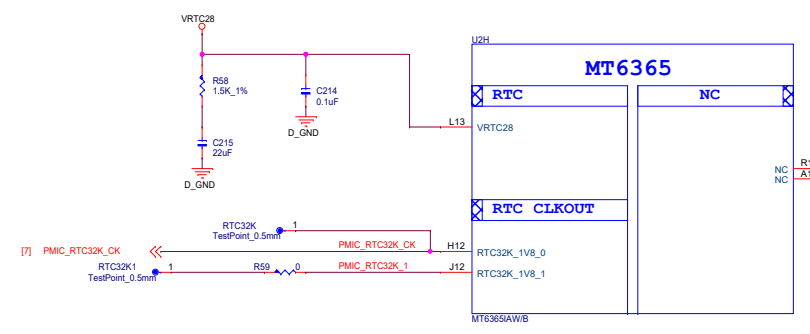 VRTC28
U2H
MT6365
R58
1.5K_1%
C214
0.1uF
RTC
NC
D_GND
L13
VRTC28
C215
22uF
D_GND
NC
NC
R1
A1
RTC CLKOUT
RTC32K
TestPoint_0.5mm
1
[7]
PMIC_RTC32K_CK
PMIC_RTC32K_CK
H12
RTC32K_1V8_0
RTC32K1
TestPoint_0.5mm
1
R59
0
PMIC_RTC32K_1
J12
RTC32K_1V8_1
MT6365IAW/B